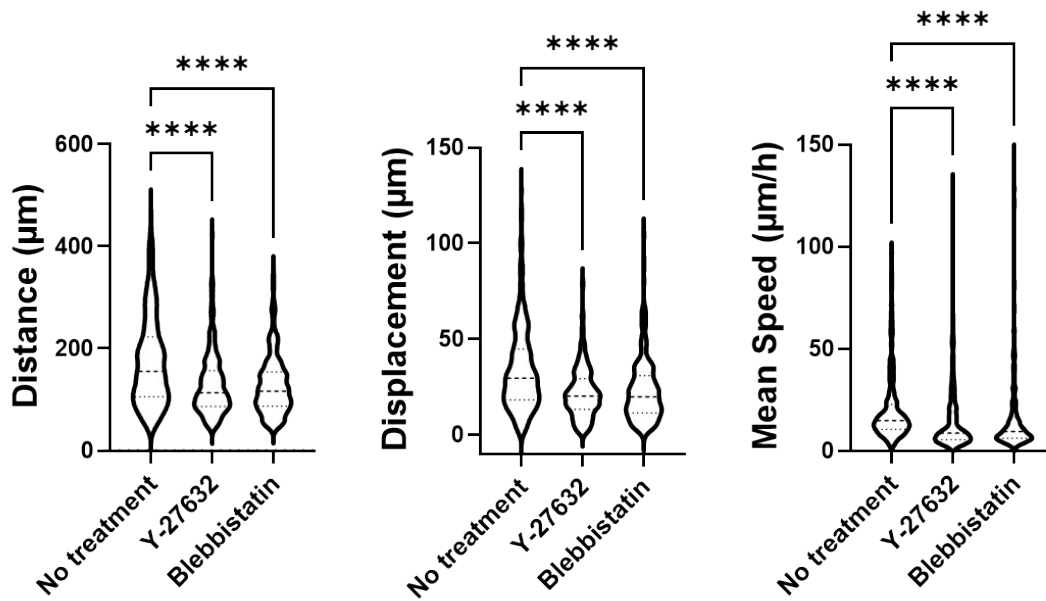 ****
****
Distance (μm)
600
400
200
0
No treatment
Y-27632
Blebbistatin
****
****
Displacement (μm)
150
100
50
0
No treatment
Y-27632
Blebbistatin
****
****
Mean Speed (μm/h)
150
100
50
0
No treatment
Y-27632
Blebbistatin